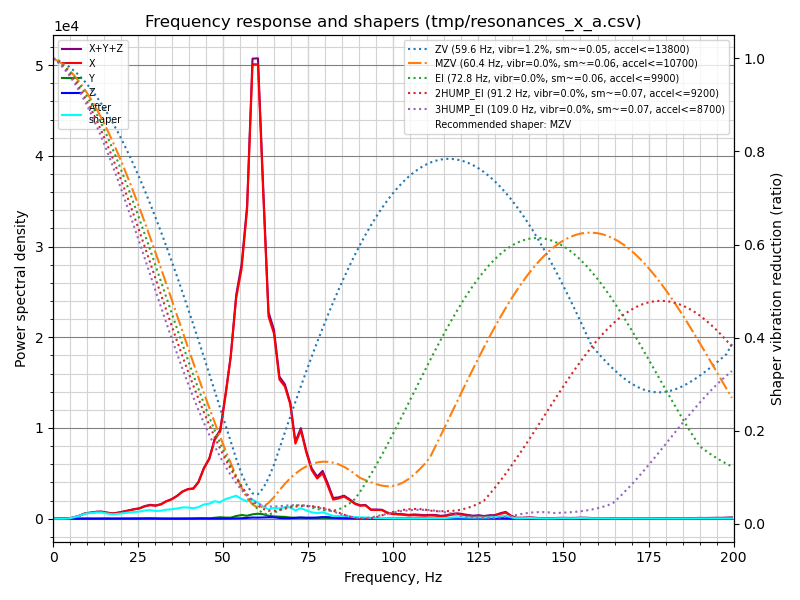 Frequency response and shapers (tmp/resonances_x_a.csv)
1e4
X+Y+Z
X
Y
Z
After
shaper
ZV (59.6 Hz, vibr=1.2%, sm~=0.05, accel<=13800)
MZV (60.4 Hz, vibr=0.0%, sm~=0.06, accel<=10700)
EI (72.8 Hz, vibr=0.0%, sm~=0.06, accel<=9900)
2HUMP_EI (91.2 Hz, vibr=0.0%, sm~=0.07, accel<=9200)
3HUMP_EI (109.0 Hz, vibr=0.0%, sm~=0.07, accel<=8700)
Recommended shaper: MZV
Power spectral density
5
4
3
2
1
0
1.0
0.8
0.6
0.4
0.2
0.0
Shaper vibration reduction (ratio)
0 25 50 75 100 125 150 175 200
Frequency, Hz